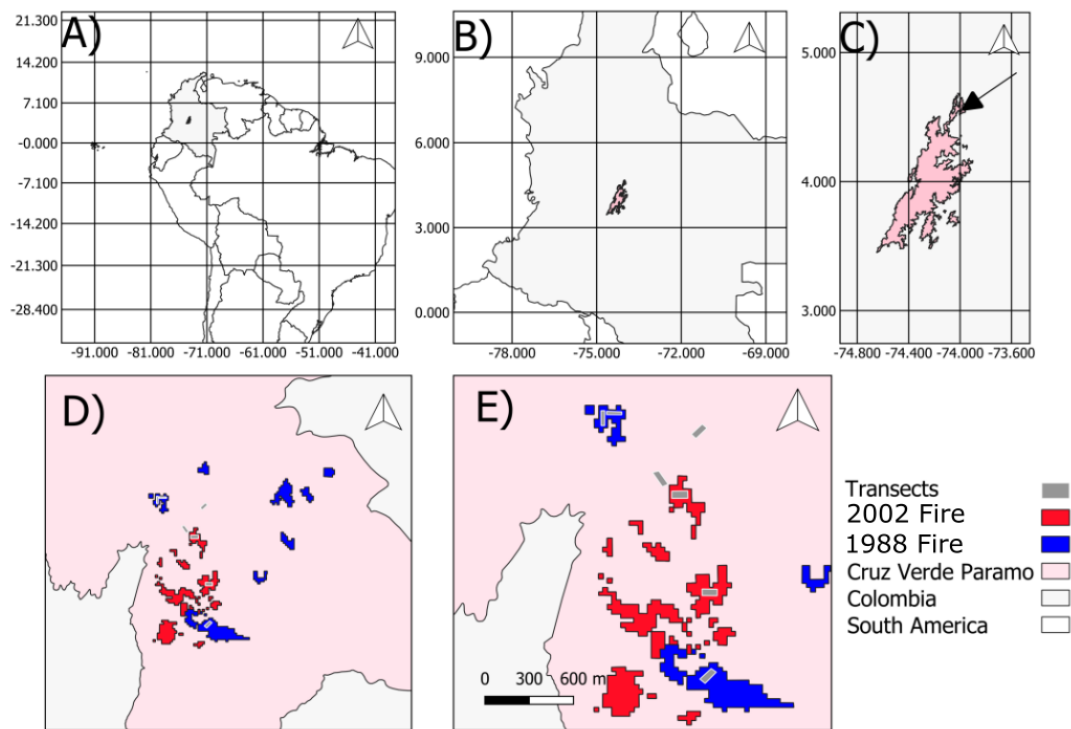 A)
21.300
14.200
7.100
-0.000
-7.100
-14.200
-21.300
-28.400
-91.000 -81.000 -71.000 -61.000 -51.000 -41.000
B)
9.000
6.000
3.000
0.000
-78.000 -75.000 -72.000 -69.000
C)
5.000
4.000
3.000
-74.800 -74.400 -74.000 -73.600
D)
E)
0 300 600 m
Transects
2002 Fire
1988 Fire
Cruz Verde Paramo
Colombia
South America